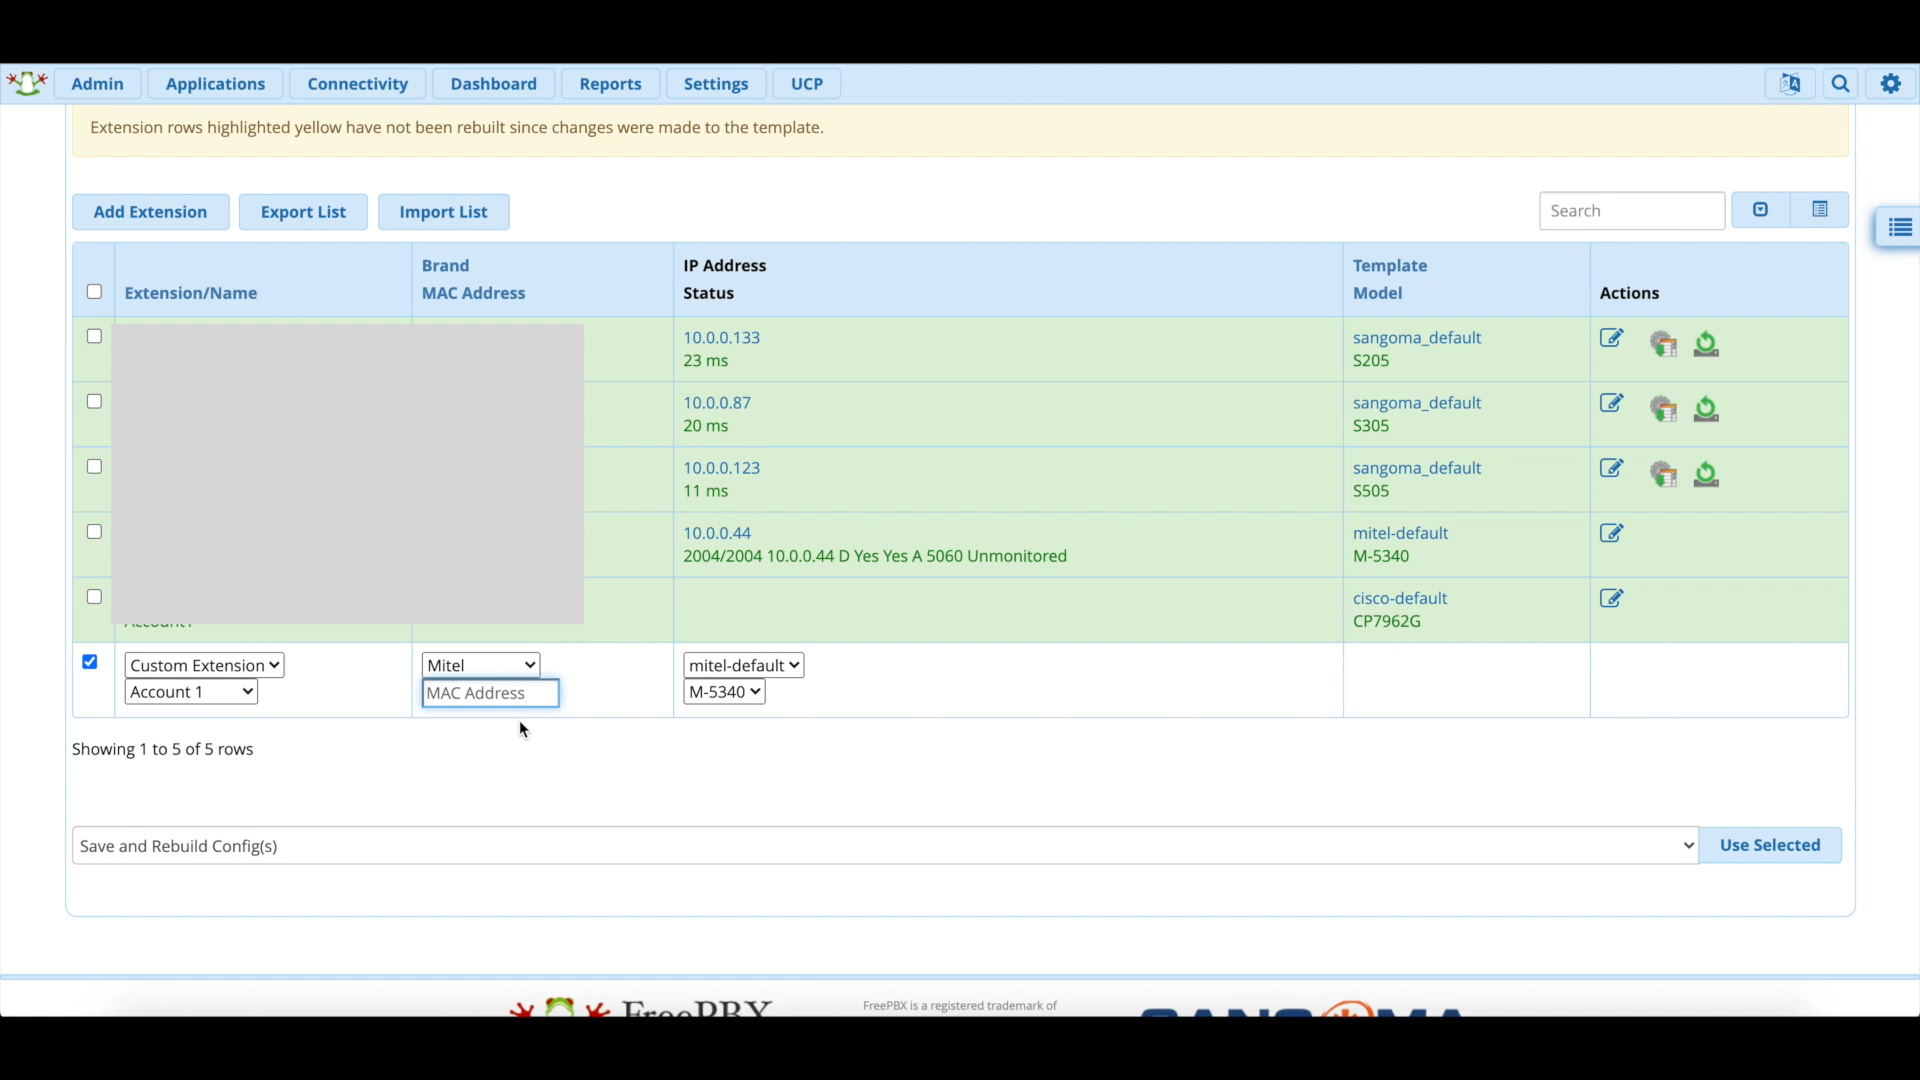 Admin
Applications
Connectivity
Dashboard
Reports
Settings
UCP
Extension rows highlighted yellow have not been rebuilt since changes were made to the template.
Add Extension
Export List
Import List
Search
Extension/Name
Brand
MAC Address
IP Address
Status
Template
Model
Actions
10.0.0.133
23 ms
sangoma_default
S205
10.0.0.87
20 ms
sangoma_default
S305
10.0.0.123
11 ms
sangoma_default
S505
10.0.0.44
2004/2004 10.0.0.44 D Yes Yes A 5060 Unmonitored
mitel-default
M-5340
cisco-default
CP7962G
Custom Extension
Account 1
Mitel
MAC Address
mitel-default
M-5340
Showing 1 to 5 of 5 rows
Save and Rebuild Config(s)
Use Selected
FreePBX
FreePBX is a registered trademark of